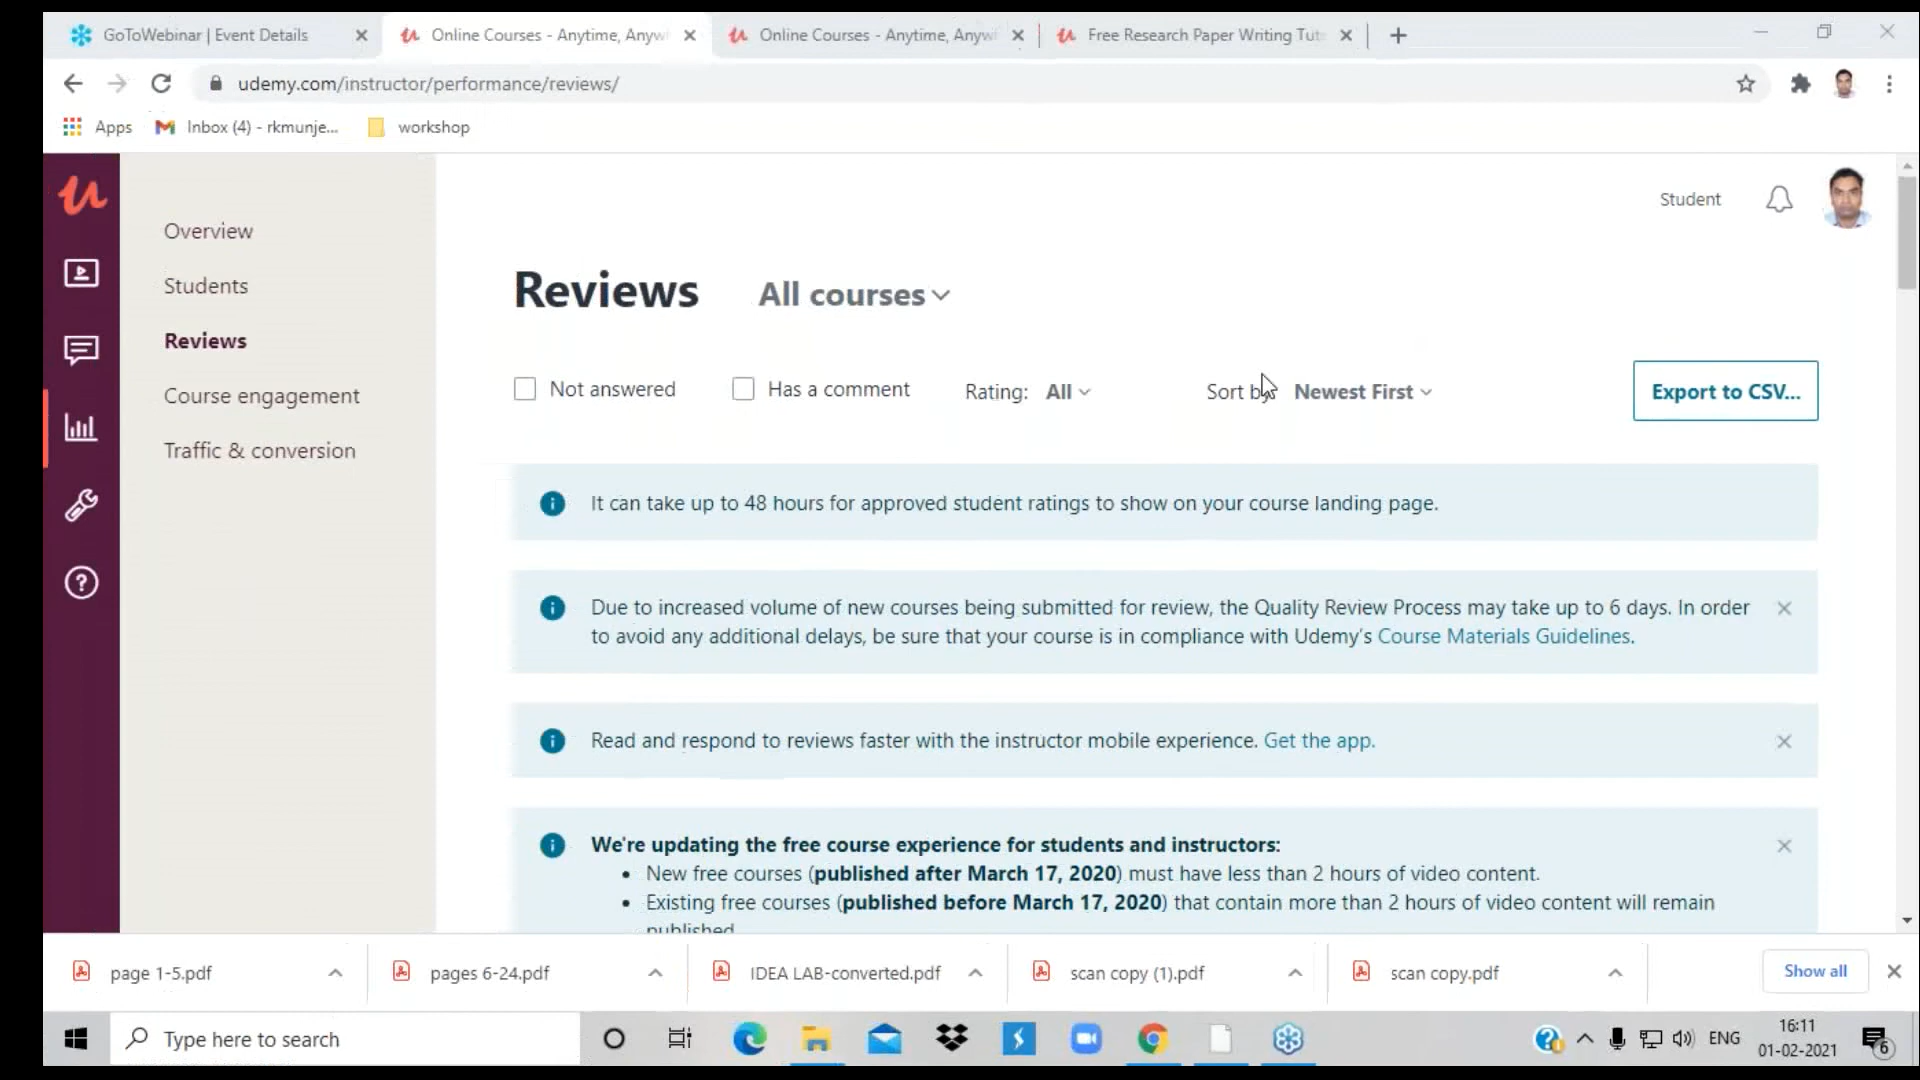 GoToWebinar | Event Details
Online Courses - Anytime, Anyw
Online Courses - Anytime, Anyw
Free Research Paper Writing Tut
udemy.com/instructor/performance/reviews/
Apps
Inbox (4) - rkmunje...
workshop
Student
Overview
Students
Reviews
Course engagement
Traffic & conversion
Reviews
All courses
Not answered
Has a comment
Rating: All
Sort by Newest First
Export to CSV...
It can take up to 48 hours for approved student ratings to show on your course landing page.
Due to increased volume of new courses being submitted for review, the Quality Review Process may take up to 6 days. In order
to avoid any additional delays, be sure that your course is in compliance with Udemy's Course Materials Guidelines.
Read and respond to reviews faster with the instructor mobile experience. Get the app.
We're updating the free course experience for students and instructors:
• New free courses (published after March 17, 2020) must have less than 2 hours of video content.
• Existing free courses (published before March 17, 2020) that contain more than 2 hours of video content will remain
published.
page 1-5.pdf
pages 6-24.pdf
IDEA LAB-converted.pdf
scan copy (1).pdf
scan copy.pdf
Show all
Type here to search
ENG
16:11
01-02-2021
6